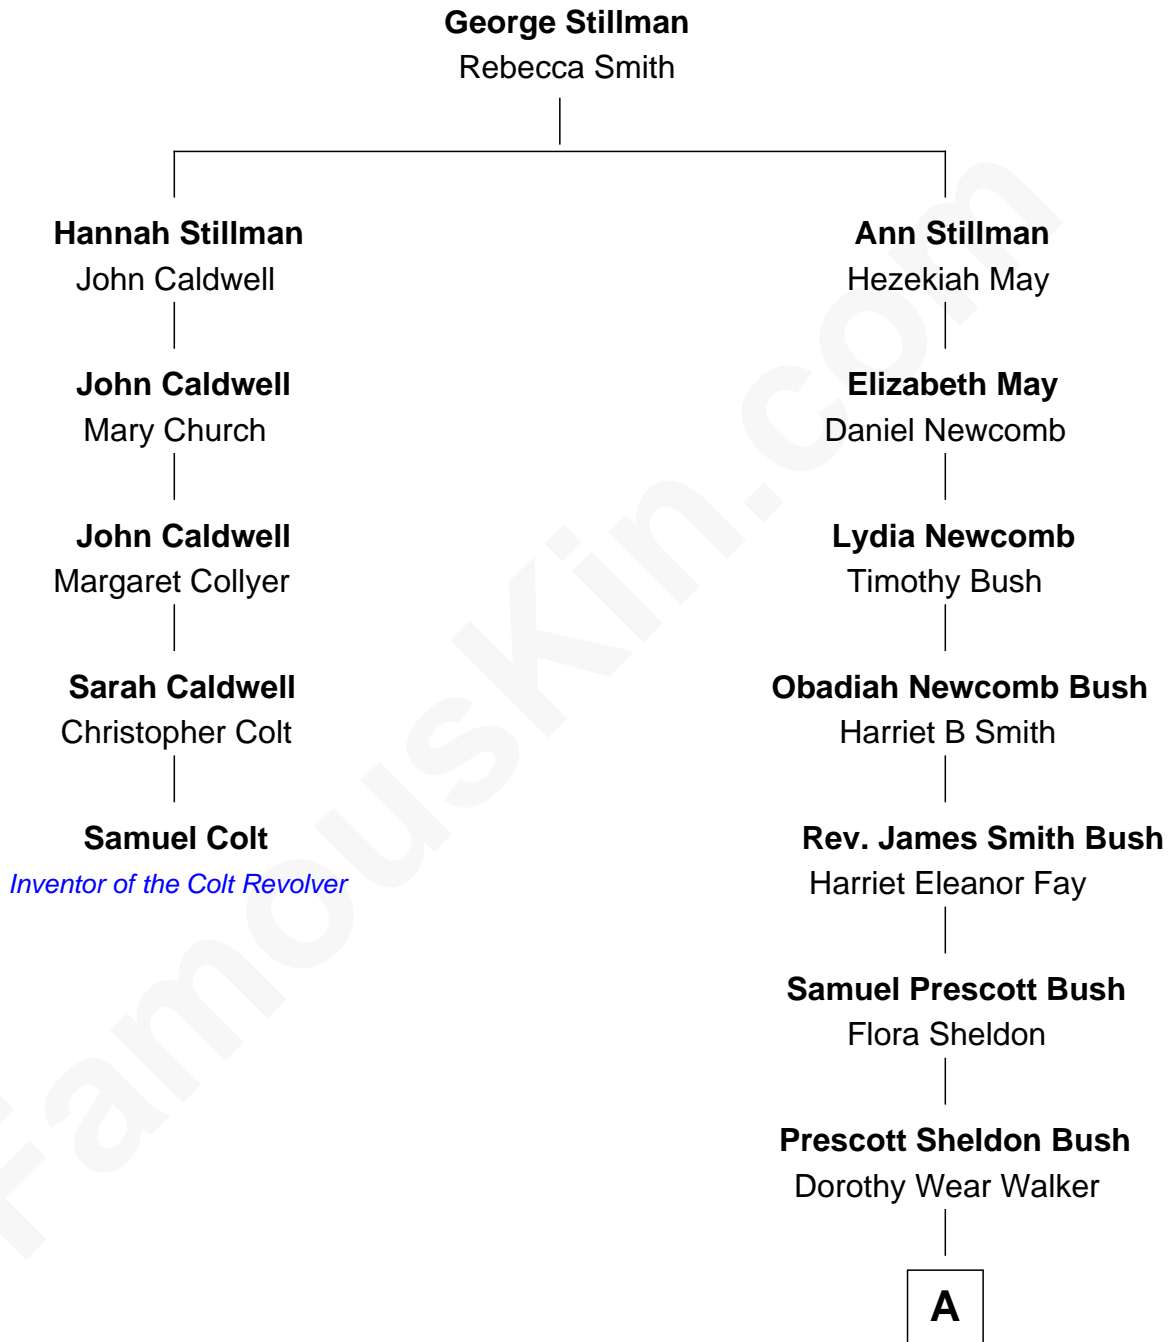 George Stillman
Rebecca Smith
Hannah Stillman
John Caldwell
Ann Stillman
Hezekiah May
John Caldwell
Mary Church
Elizabeth May
Daniel Newcomb
John Caldwell
Margaret Collyer
Lydia Newcomb
Timothy Bush
Sarah Caldwell
Christopher Colt
Obadiah Newcomb Bush
Harriet B Smith
Samuel Colt
Inventor of the Colt Revolver
Rev. James Smith Bush
Harriet Eleanor Fay
Samuel Prescott Bush
Flora Sheldon
Prescott Sheldon Bush
Dorothy Wear Walker
A
FamousKin.com